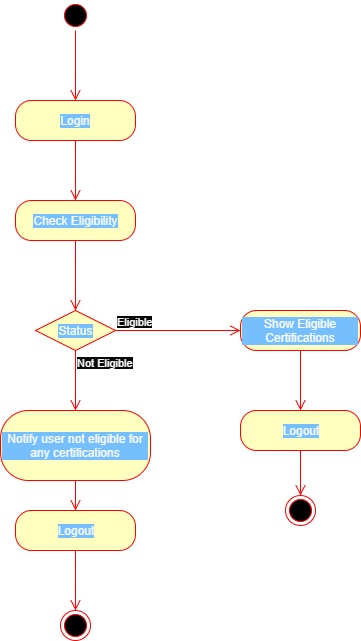 Login
Check Eligibility
Status
Eligible
Not Eligible
Show Eligible
Certifications
Notify user not eligible for
any certifications
Logout
Logout